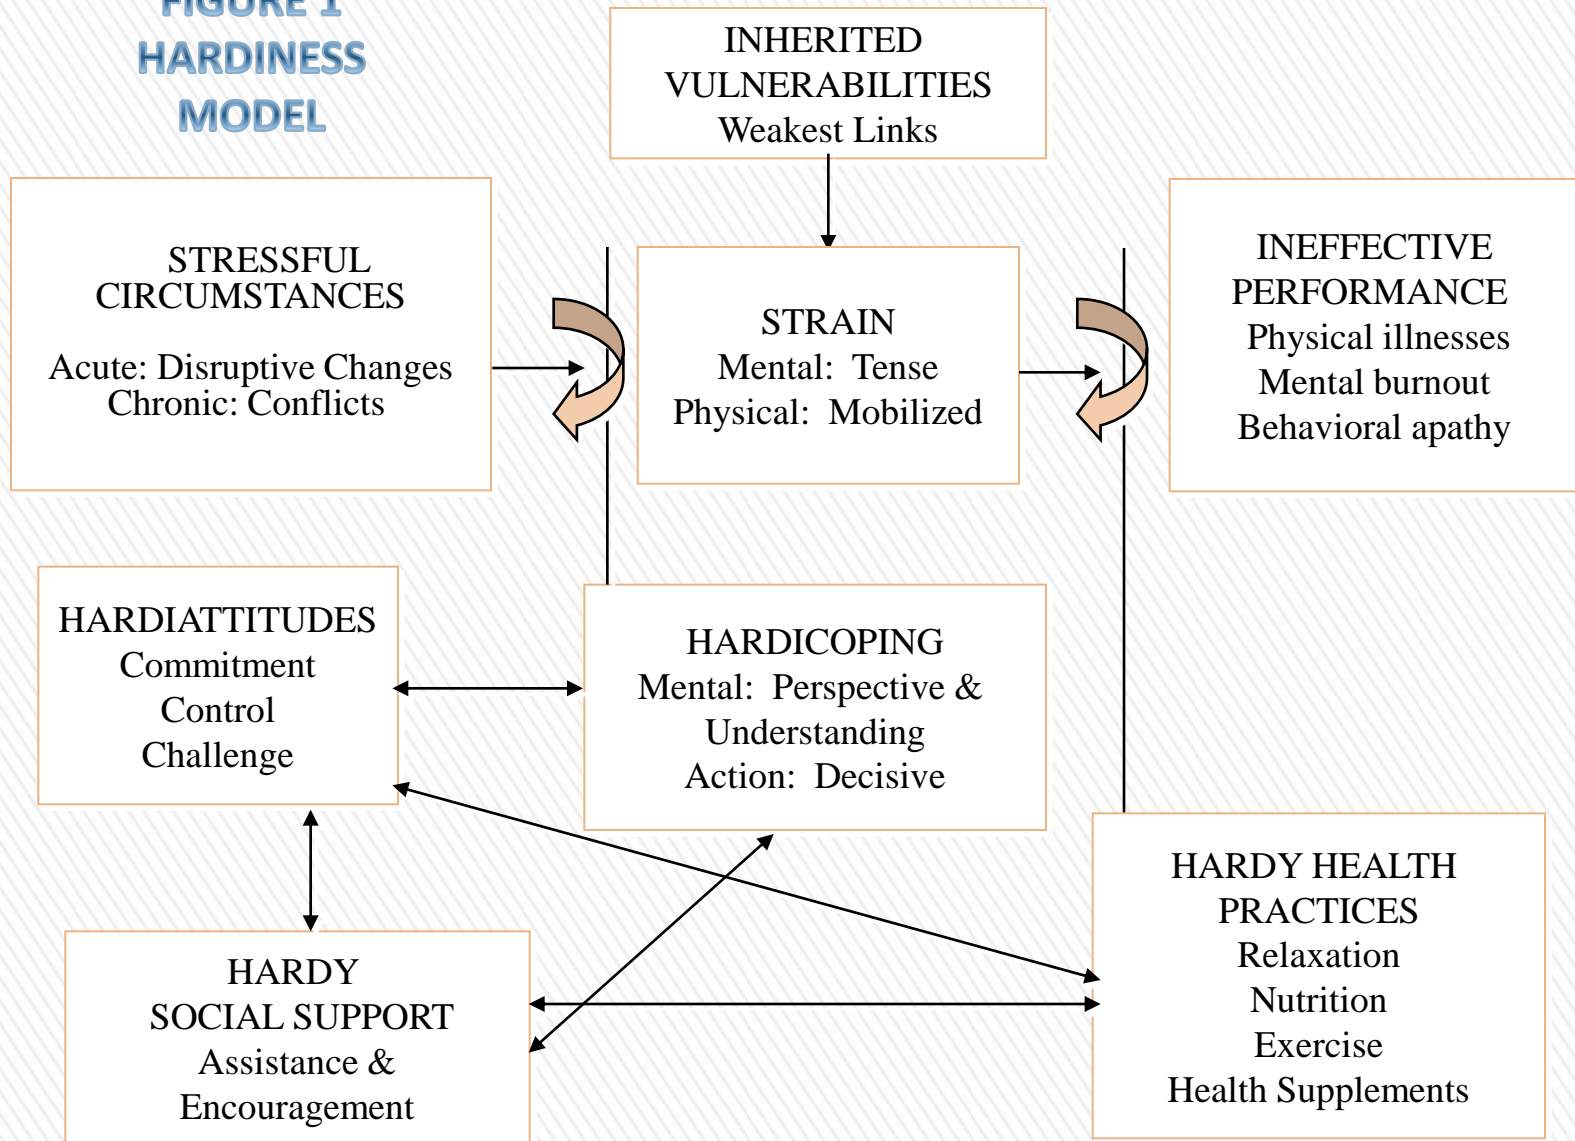 FIGURE 1
HARDINESS
MODEL
INHERITED
VULNERABILITIES
Weakest Links
STRESSFUL
CIRCUMSTANCES
Acute: Disruptive Changes
Chronic: Conflicts
STRAIN
Mental: Tense
Physical: Mobilized
INEFFECTIVE
PERFORMANCE
Physical illnesses
Mental burnout
Behavioral apathy
HARDIATTITUDES
Commitment
Control
Challenge
HARDICOPING
Mental: Perspective &
Understanding
Action: Decisive
HARDY
SOCIAL SUPPORT
Assistance &
Encouragement
HARDY HEALTH
PRACTICES
Relaxation
Nutrition
Exercise
Health Supplements